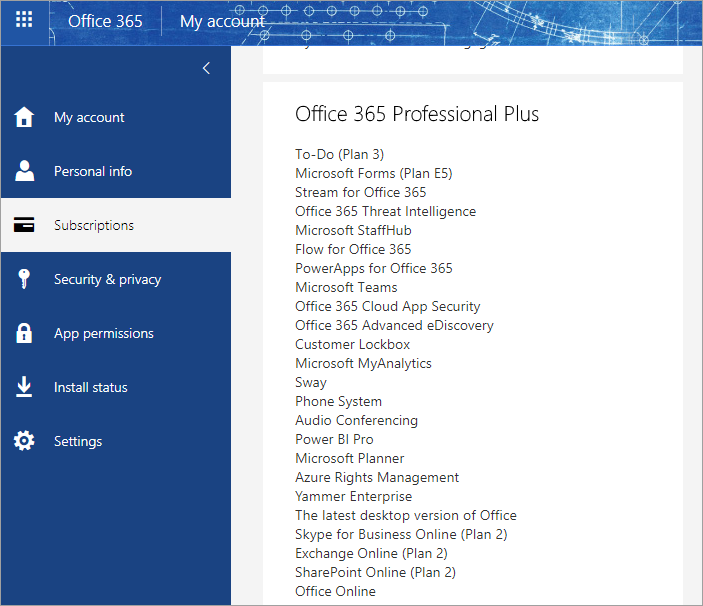 Office 365
My account
My account
Personal info
Subscriptions
Security & privacy
App permissions
Install status
Settings
Office 365 Professional Plus
To-Do (Plan 3)
Microsoft Forms (Plan E5)
Stream for Office 365
Office 365 Threat Intelligence
Microsoft StaffHub
Flow for Office 365
PowerApps for Office 365
Microsoft Teams
Office 365 Cloud App Security
Office 365 Advanced eDiscovery
Customer Lockbox
Microsoft MyAnalytics
Sway
Phone System
Audio Conferencing
Power BI Pro
Microsoft Planner
Azure Rights Management
Yammer Enterprise
The latest desktop version of Office
Skype for Business Online (Plan 2)
Exchange Online (Plan 2)
SharePoint Online (Plan 2)
Office Online